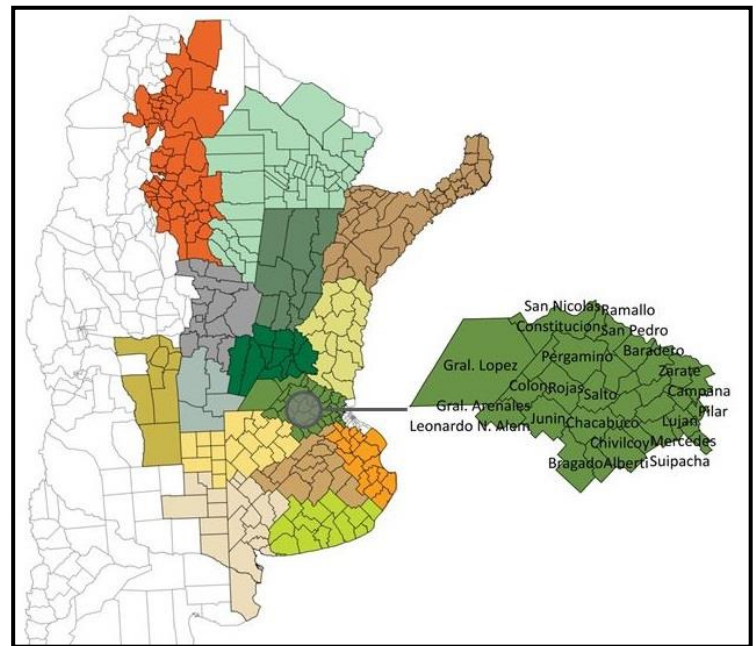 San Nicolas
Ramallo
Constitucion
San Pedro
Baradero
Pergamino
Gral. Lopez
Zarate
Campana
Colon
Rojas
Salto
Pilar
Gral. Arenales
Junin
Chacabuco
Lujan
Leonardo N. Alem
Chivilcoy
Mercedes
Bragado
Alberti
Suipacha